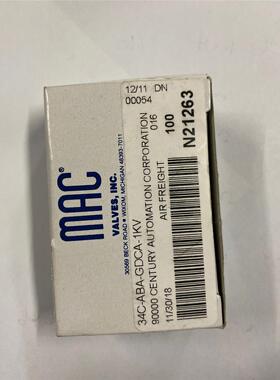 MAC®
VALVES, INC.
30569 BECK ROAD • WIXOM, MICHIGAN 48393-7011
12/11 DN
00054
34C-ABA-GDCA-1KV
90000 CENTURY AUTOMATION CORPORATION
016
AIR FREIGHT
100
11/30/18
N21263